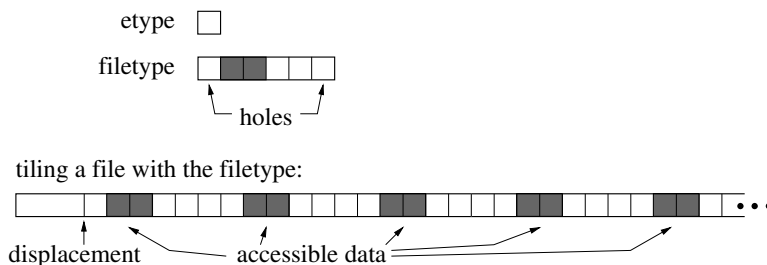 etype
filetype
holes
tiling a file with the filetype:
displacement
accessible data